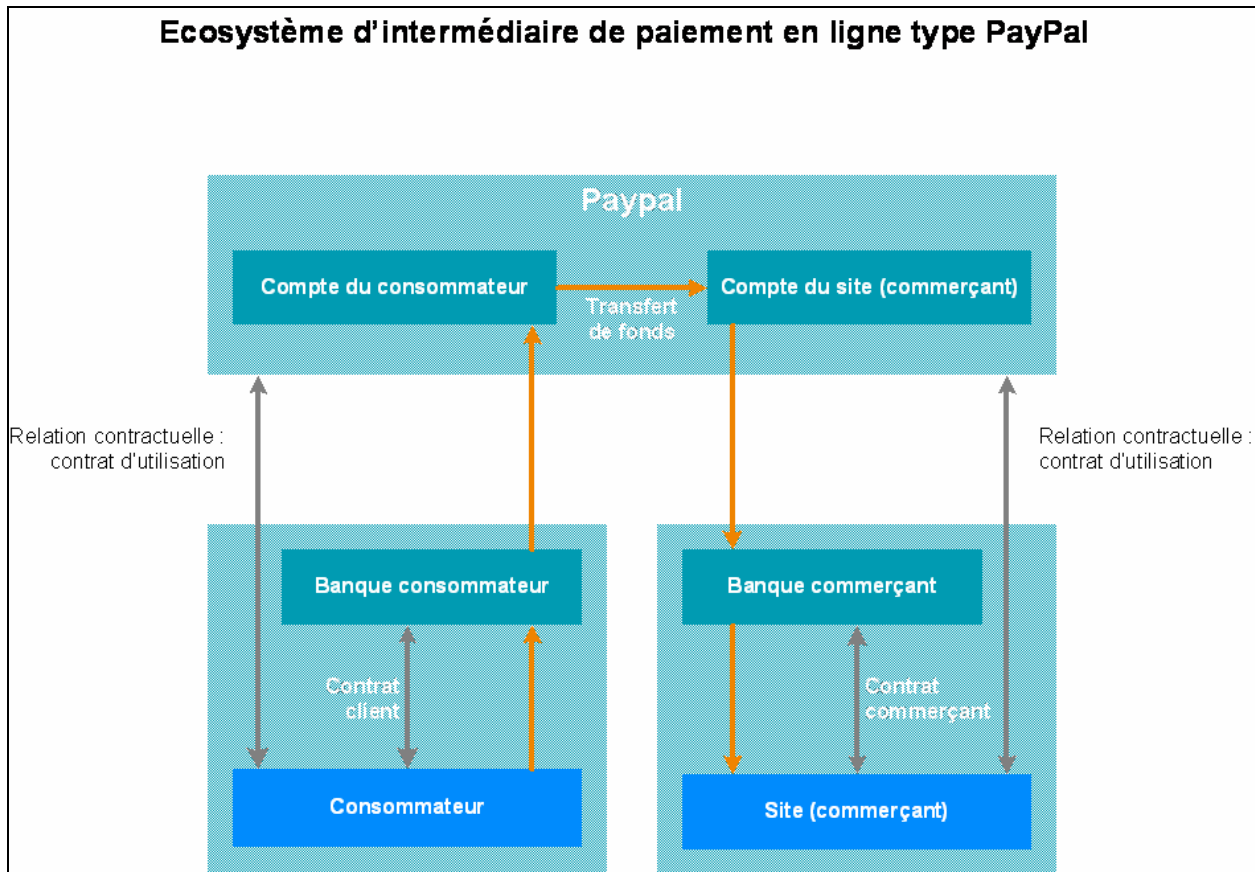 Ecosystème d'intermédiaire de paiement en ligne type PayPal
Paypal
Compte du consommateur
Compte du site (commerçant)
Transfert
de fonds
Relation contractuelle :
contrat d'utilisation
Relation contractuelle :
contrat d'utilisation
Banque consommateur
Banque commerçant
Contrat
client
Contrat
commerçant
Consommateur
Site (commerçant)